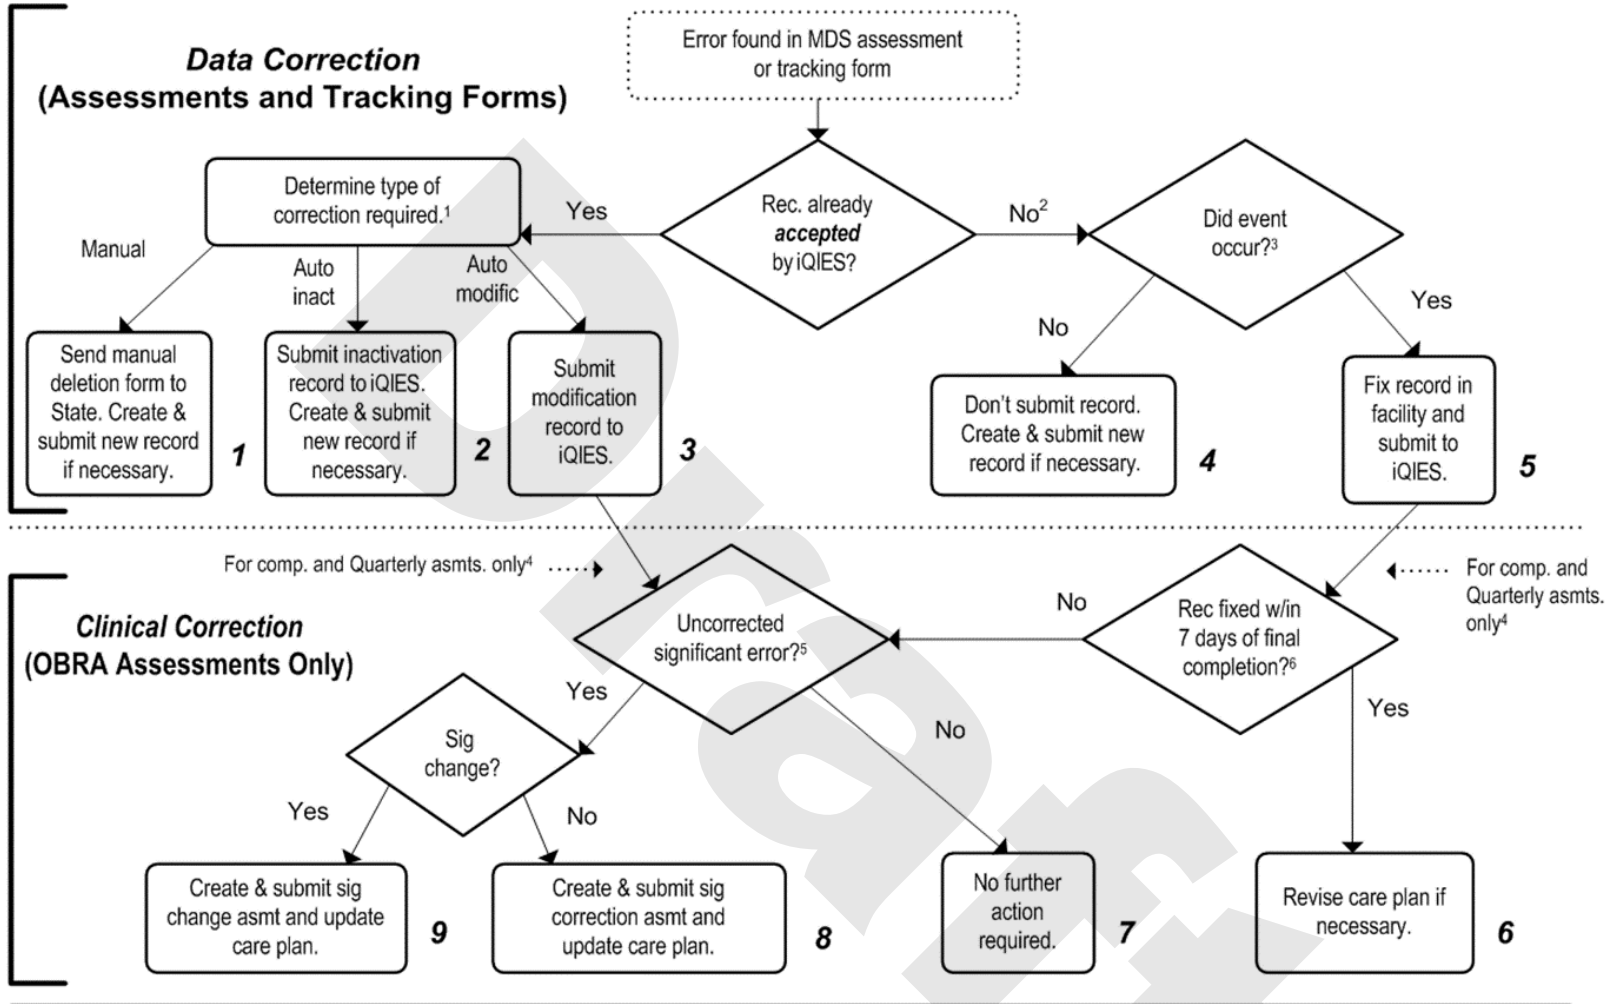 Data Correction
(Assessments and Tracking Forms)
Error found in MDS assessment
or tracking form
Determine type of
correction required.¹
Yes
Rec. already
accepted
by iQIES?
No²
Did event
occur?³
Manual
Auto
inact
Auto
modific
No
Yes
Send manual
deletion form to
State. Create &
submit new record
if necessary.
1
Submit inactivation
record to iQIES.
Create & submit
new record if
necessary.
2
Submit
modification
record to
iQIES.
3
Don't submit record.
Create & submit new
record if necessary.
4
Fix record in
facility and
submit to
iQIES.
5
For comp. and Quarterly asmts. only⁴
For comp. and
Quarterly asmts.
only⁴
Clinical Correction
(OBRA Assessments Only)
Uncorrected
significant error?⁵
No
Rec fixed w/in
7 days of final
completion?⁶
Yes
No
Yes
Sig
change?
Yes
No
Create & submit sig
change asmt and update
care plan.
9
Create & submit sig
correction asmt and
update care plan.
8
No further
action
required.
7
Revise care plan if
necessary.
6
Draft